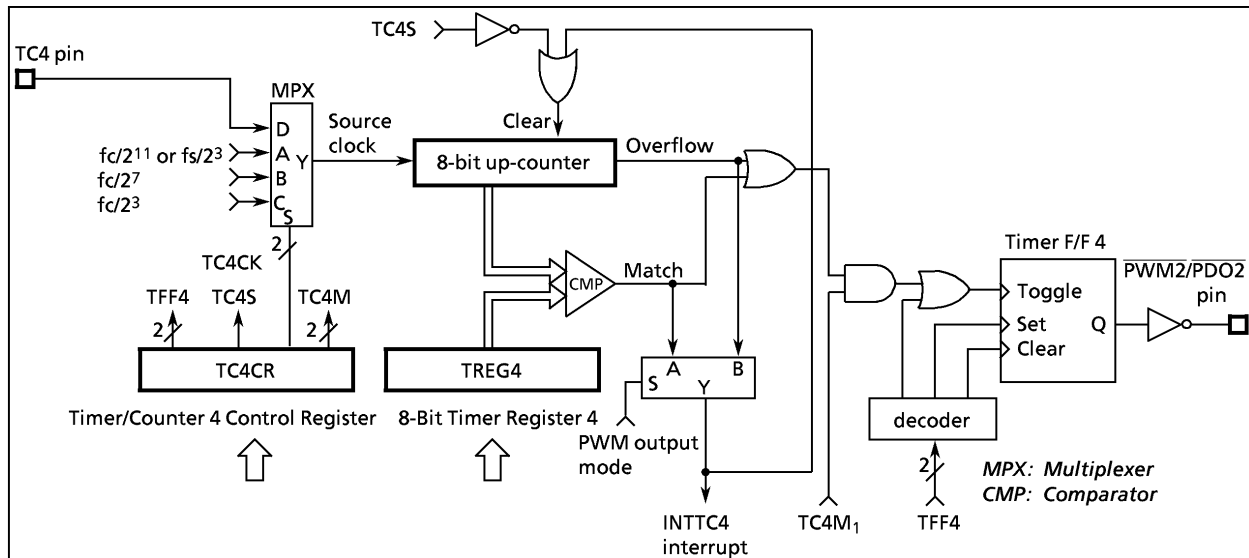 TC4S
TC4 pin
MPX
D
A
B
C
S
Y
fc/2¹¹ or fs/2³
fc/2⁷
fc/2³
Source
clock
Clear
8-bit up-counter
Overflow
CMP
Match
2
TC4CK
TFF4
TC4S
TC4M
2
2
TC4CR
Timer/Counter 4 Control Register
TREG4
8-Bit Timer Register 4
S
A
Y
B
PWM output
mode
INTTC4
interrupt
TC4M₁
Timer F/F 4
Toggle
Set
Clear
Q
P̅W̅M̅2̅/P̅D̅O̅2̅
pin
decoder
2
TFF4
MPX: Multiplexer
CMP: Comparator